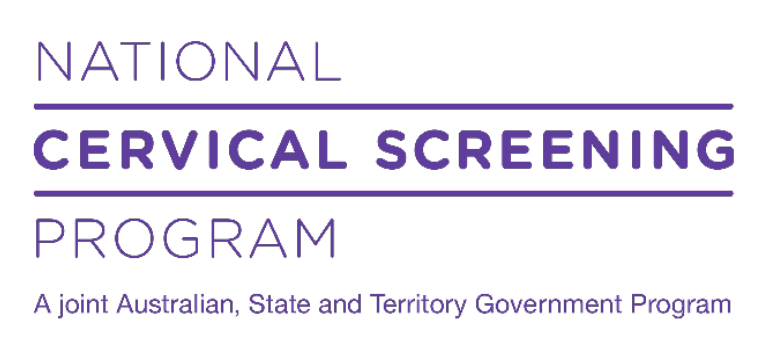 NATIONAL
CERVICAL SCREENING
PROGRAM
A joint Australian, State and Territory Government Program